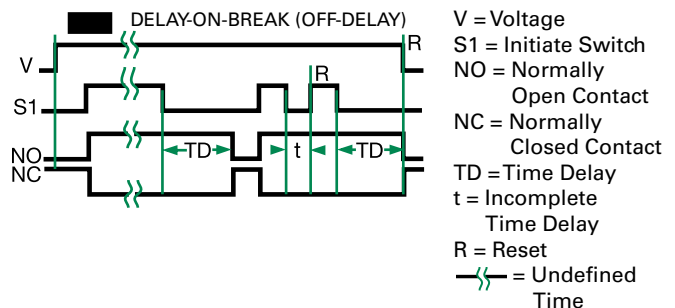 DELAY-ON-BREAK (OFF-DELAY)
R
V
R
S1
TD
t
TD
NO
NC
V = Voltage
S1 = Initiate Switch
NO = Normally
Open Contact
NC = Normally
Closed Contact
TD = Time Delay
t = Incomplete
Time Delay
R = Reset
= Undefined
Time